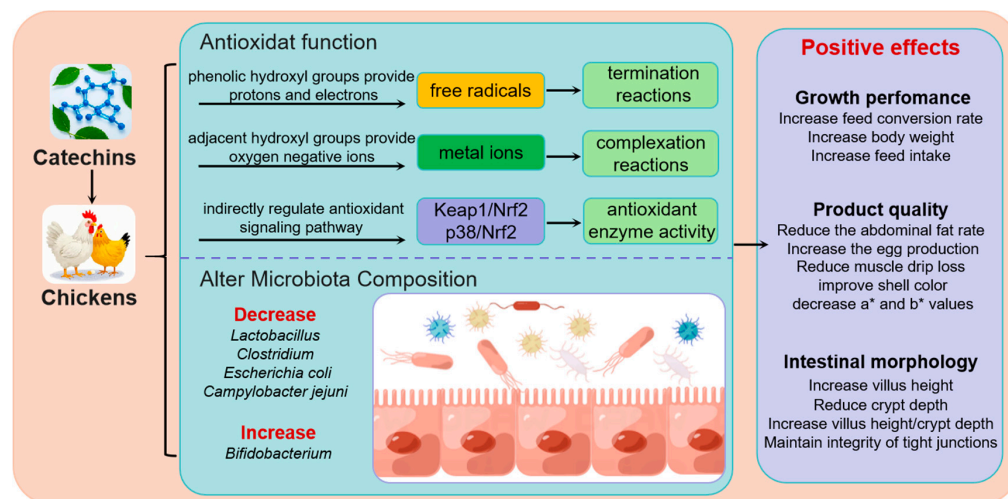 Catechins
Chickens
Antioxidat function
phenolic hydroxyl groups provide
protons and electrons
free radicals
termination
reactions
adjacent hydroxyl groups provide
oxygen negative ions
metal ions
complexation
reactions
indirectly regulate antioxidant
signaling pathway
Keap1/Nrf2
p38/Nrf2
antioxidant
enzyme activity
Alter Microbiota Composition
Decrease
Lactobacillus
Clostridium
Escherichia coli
Campylobacter jejuni
Increase
Bifidobacterium
Positive effects
Growth perfomance
Increase feed conversion rate
Increase body weight
Increase feed intake
Product quality
Reduce the abdominal fat rate
Increase the egg production
Reduce muscle drip loss
improve shell color
decrease a* and b* values
Intestinal morphology
Increase villus height
Reduce crypt depth
Increase villus height/crypt depth
Maintain integrity of tight junctions